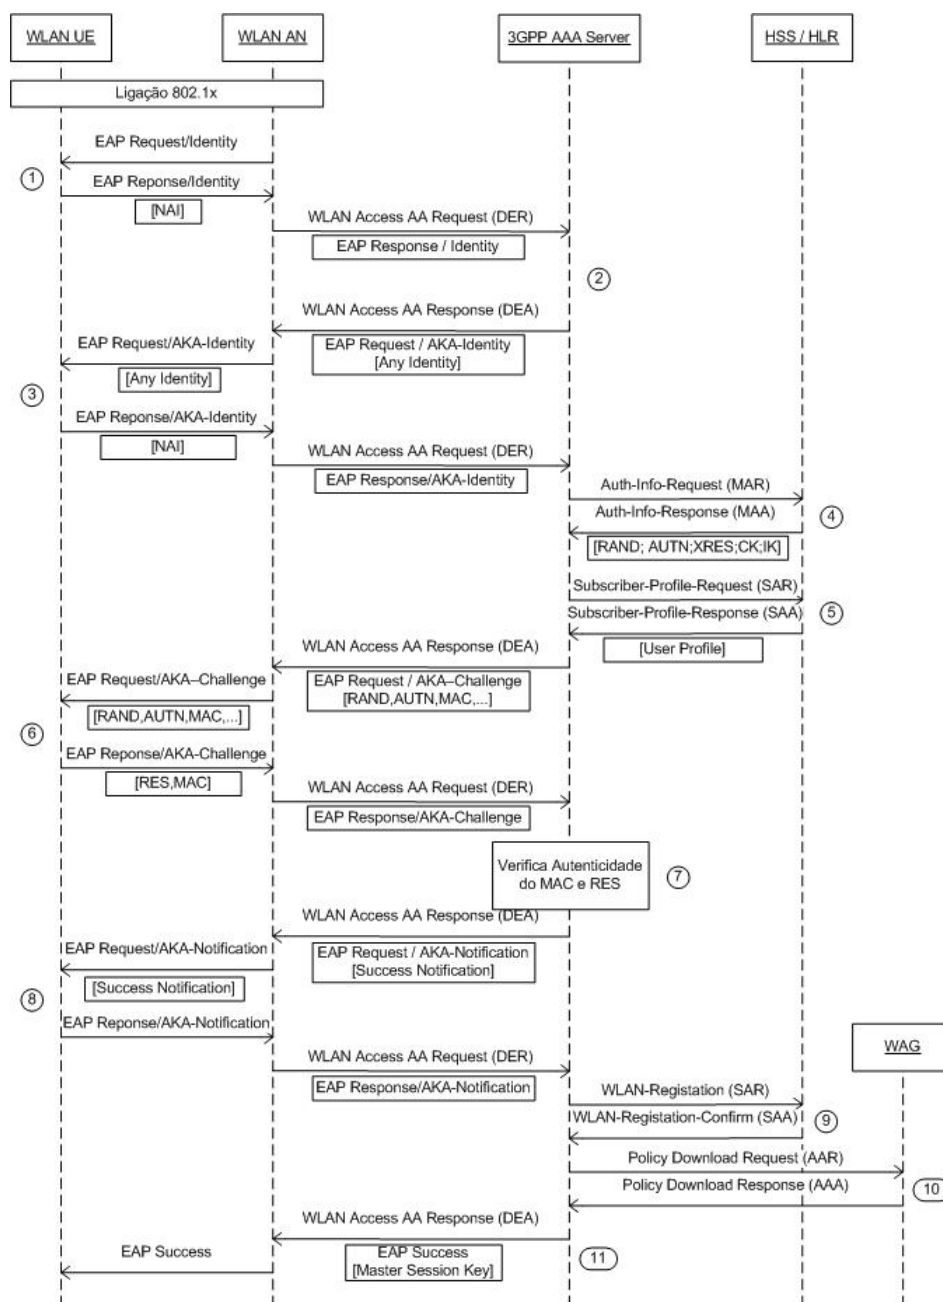 WLAN UE
WLAN AN
3GPP AAA Server
HSS / HLR
Ligação 802.1x
EAP Request/Identity
1
EAP Reponse/Identity
[NAI]
WLAN Access AA Request (DER)
EAP Response / Identity
2
WLAN Access AA Response (DEA)
EAP Request / AKA-Identity
[Any Identity]
EAP Request/AKA-Identity
[Any Identity]
3
EAP Reponse/AKA-Identity
[NAI]
WLAN Access AA Request (DER)
EAP Response/AKA-Identity
Auth-Info-Request (MAR)
Auth-Info-Response (MAA)
4
[RAND; AUTN;XRES;CK;IK]
Subscriber-Profile-Request (SAR)
Subscriber-Profile-Response (SAA)
5
[User Profile]
WLAN Access AA Response (DEA)
EAP Request / AKA–Challenge
[RAND,AUTN,MAC,...]
EAP Request/AKA–Challenge
[RAND,AUTN,MAC,...]
6
EAP Reponse/AKA-Challenge
[RES,MAC]
WLAN Access AA Request (DER)
EAP Response/AKA-Challenge
Verifica Autenticidade
do MAC e RES
7
WLAN Access AA Response (DEA)
EAP Request / AKA-Notification
[Success Notification]
EAP Request/AKA-Notification
[Success Notification]
8
EAP Reponse/AKA-Notification
WAG
WLAN Access AA Request (DER)
EAP Response/AKA-Notification
WLAN-Registation (SAR)
WLAN-Registation-Confirm (SAA)
9
Policy Download Request (AAR)
Policy Download Response (AAA)
10
WLAN Access AA Response (DEA)
EAP Success
[Master Session Key]
11
EAP Success